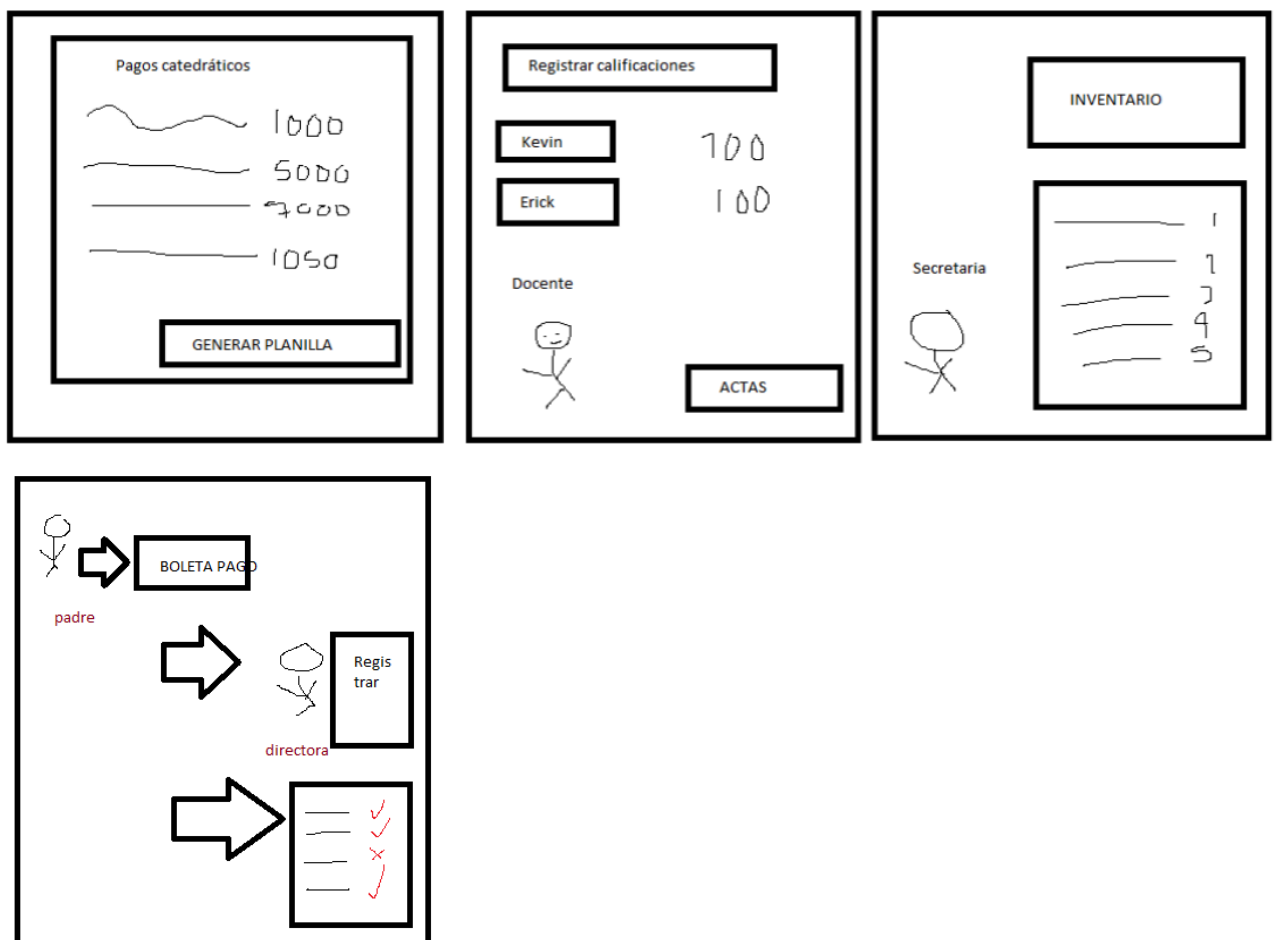 Pagos catedráticos
1000
5000
7000
1050
GENERAR PLANILLA
Registrar calificaciones
Kevin 100
Erick 100
Docente
ACTAS
INVENTARIO
1
2
3
4
5
Secretaria
BOLETA PAGO
padre
Regis
trar
directora